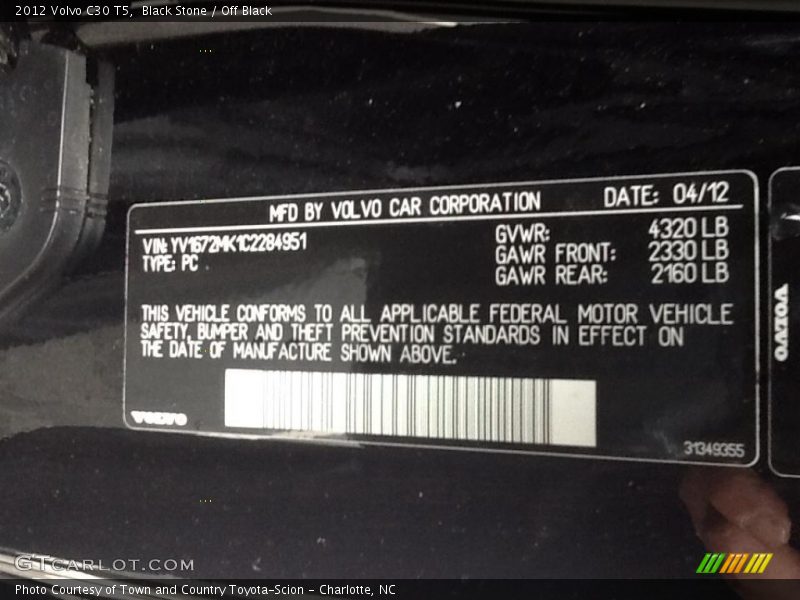 2012 Volvo C30 T5, Black Stone / Off Black
MFD BY VOLVO CAR CORPORATION DATE: 04/12
VIN: YV1672MK1C2284951
TYPE: PC
GVWR: 4320 LB
GAWR FRONT: 2330 LB
GAWR REAR: 2160 LB
THIS VEHICLE CONFORMS TO ALL APPLICABLE FEDERAL MOTOR VEHICLE
SAFETY, BUMPER AND THEFT PREVENTION STANDARDS IN EFFECT ON
THE DATE OF MANUFACTURE SHOWN ABOVE.
VOLVO
31349355
VOLVO
GTCARLOT.COM
Photo Courtesy of Town and Country Toyota-Scion - Charlotte, NC